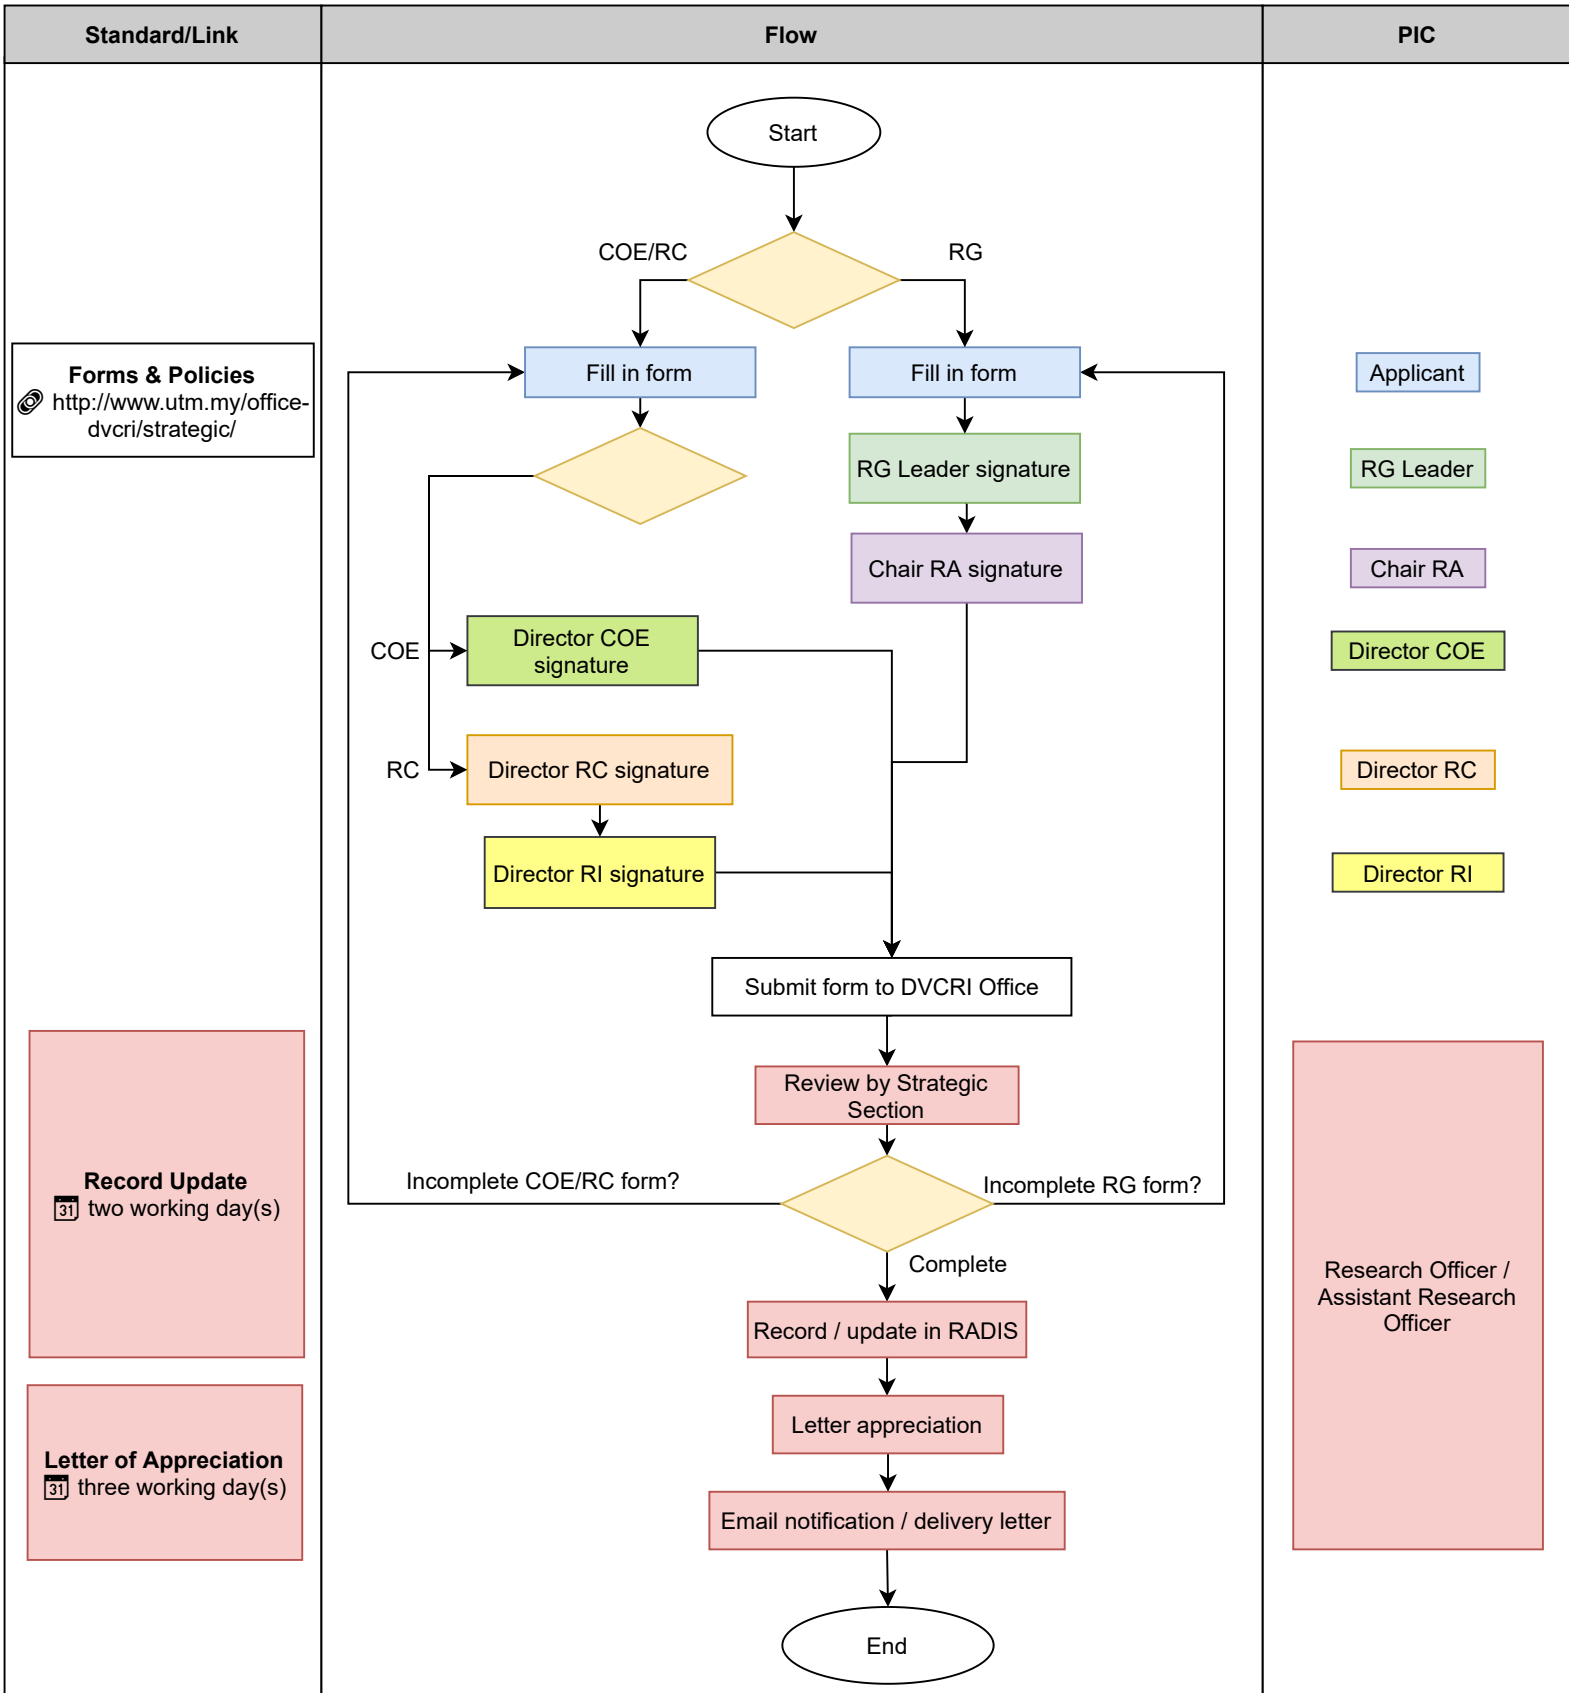 Standard/Link
Flow
PIC
Start
COE/RC
RG
Forms & Policies
http://www.utm.my/office-
dvcri/strategic/
Fill in form
Fill in form
Applicant
RG Leader signature
RG Leader
Chair RA signature
Chair RA
COE
Director COE
signature
Director COE
RC
Director RC signature
Director RC
Director RI signature
Director RI
Submit form to DVCRI Office
Review by Strategic
Section
Record Update
31 two working day(s)
Incomplete COE/RC form?
Incomplete RG form?
Complete
Research Officer /
Assistant Research
Officer
Record / update in RADIS
Letter appreciation
Letter of Appreciation
31 three working day(s)
Email notification / delivery letter
End